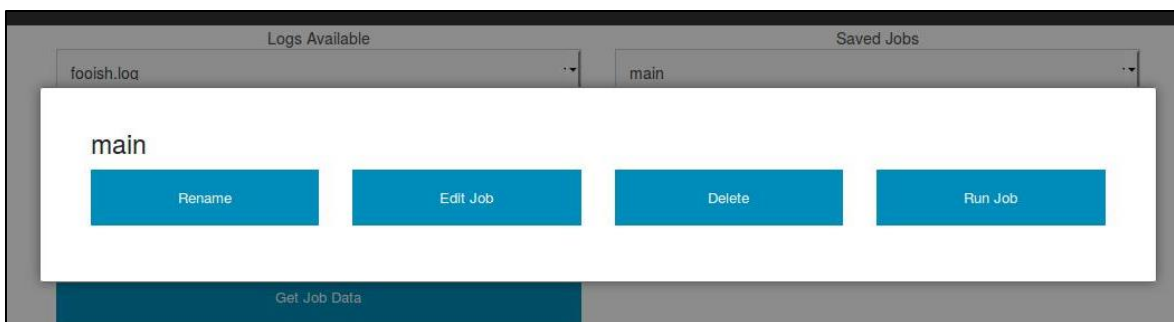 Logs Available Saved Jobs
fooish.log main
main
Rename Edit Job Delete Run Job
Get Job Data